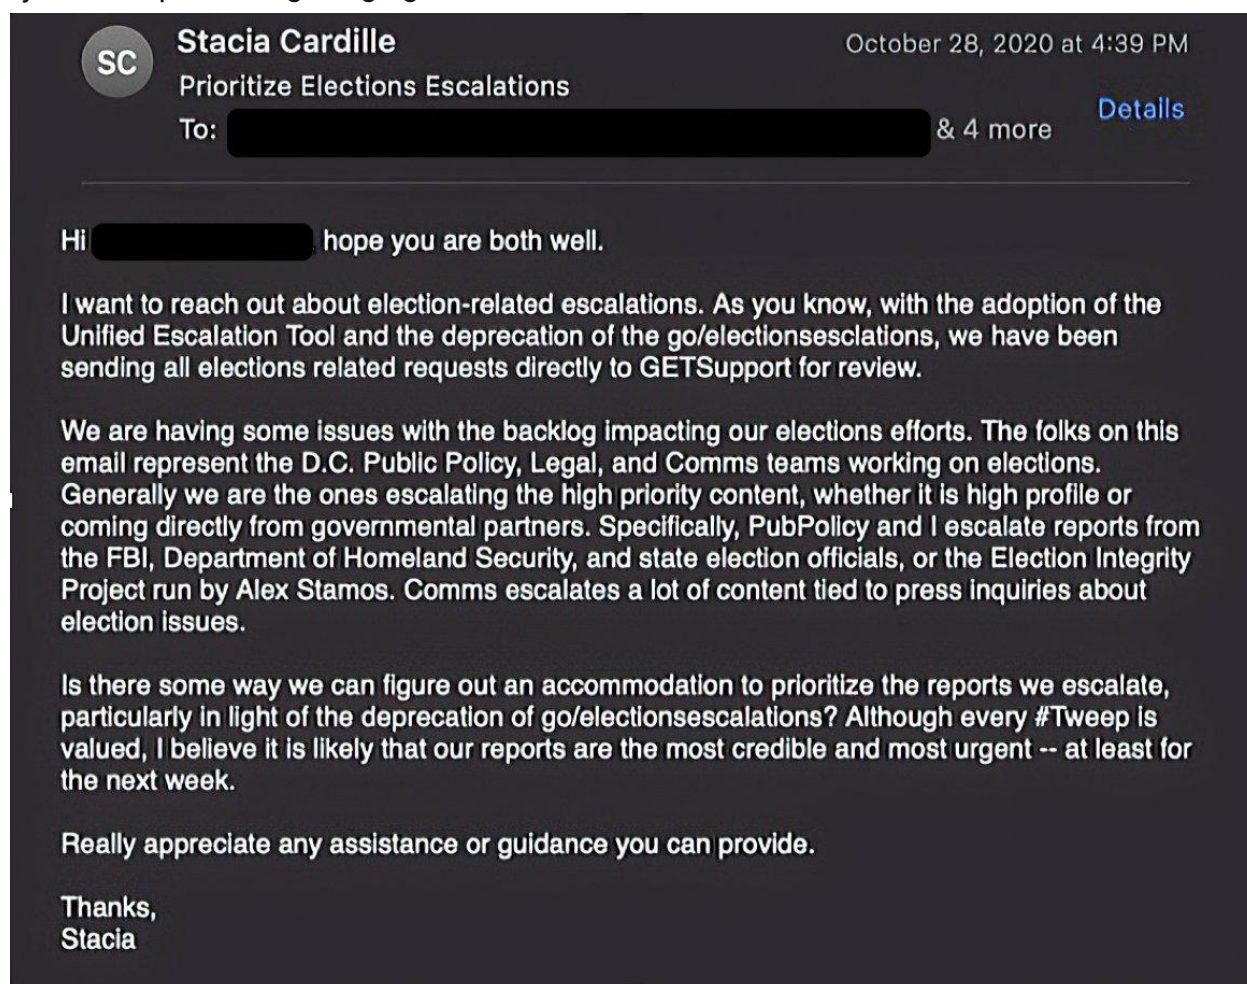 SC
Stacia Cardille
October 28, 2020 at 4:39 PM
Prioritize Elections Escalations
Details
To:
& 4 more
Hi
, hope you are both well.
I want to reach out about election-related escalations. As you know, with the adoption of the
Unified Escalation Tool and the deprecation of the go/electionsesclations, we have been
sending all elections related requests directly to GETSupport for review.
We are having some issues with the backlog impacting our elections efforts. The folks on this
email represent the D.C. Public Policy, Legal, and Comms teams working on elections.
Generally we are the ones escalating the high priority content, whether it is high profile or
coming directly from governmental partners. Specifically, PubPolicy and I escalate reports from
the FBI, Department of Homeland Security, and state election officials, or the Election Integrity
Project run by Alex Stamos. Comms escalates a lot of content tied to press inquiries about
election issues.
Is there some way we can figure out an accommodation to prioritize the reports we escalate,
particularly in light of the deprecation of go/electionsescalations? Although every #Tweep is
valued, I believe it is likely that our reports are the most credible and most urgent -- at least for
the next week.
Really appreciate any assistance or guidance you can provide.
Thanks,
Stacia